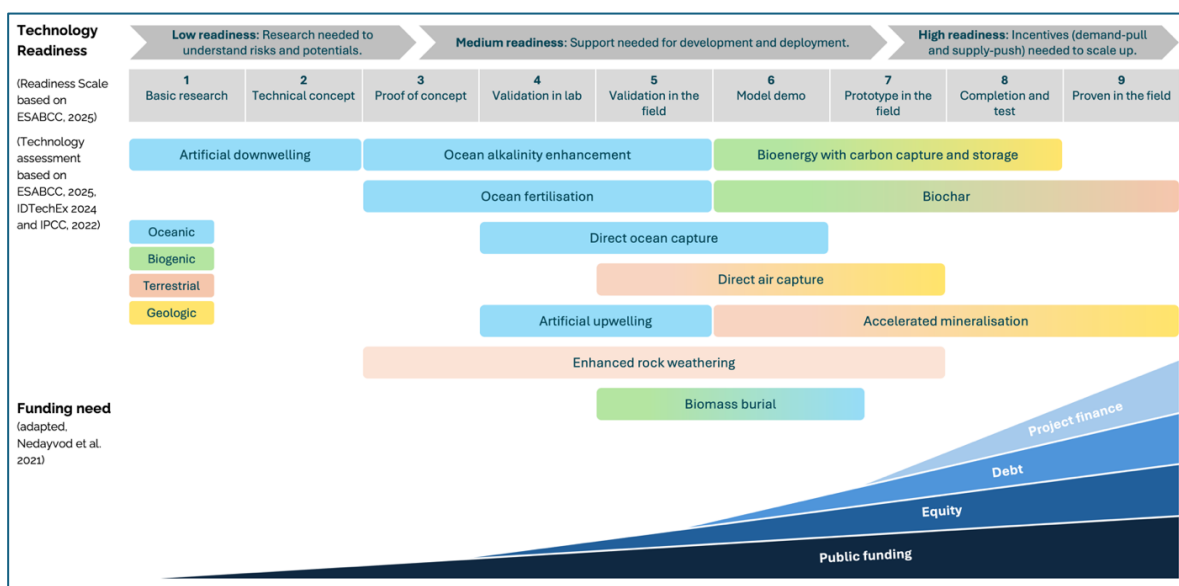 Technology
Readiness
Low readiness: Research needed to
understand risks and potentials.
Medium readiness: Support needed for development and deployment.
High readiness: Incentives (demand-pull
and supply-push) needed to scale up.
(Readiness Scale
based on
ESABCC, 2025)
1
Basic research
2
Technical concept
3
Proof of concept
4
Validation in lab
5
Validation in the
field
6
Model demo
7
Prototype in the
field
8
Completion and
test
9
Proven in the field
(Technology
assessment
based on
ESABCC, 2025,
IDTechEx 2024
and IPCC, 2022)
Artificial downwelling
Ocean alkalinity enhancement
Bioenergy with carbon capture and storage
Ocean fertilisation
Biochar
Oceanic
Direct ocean capture
Biogenic
Terrestrial
Direct air capture
Geologic
Artificial upwelling
Accelerated mineralisation
Enhanced rock weathering
Biomass burial
Funding need
(adapted,
Nedayvod et al.
2021)
Project finance
Debt
Equity
Public funding